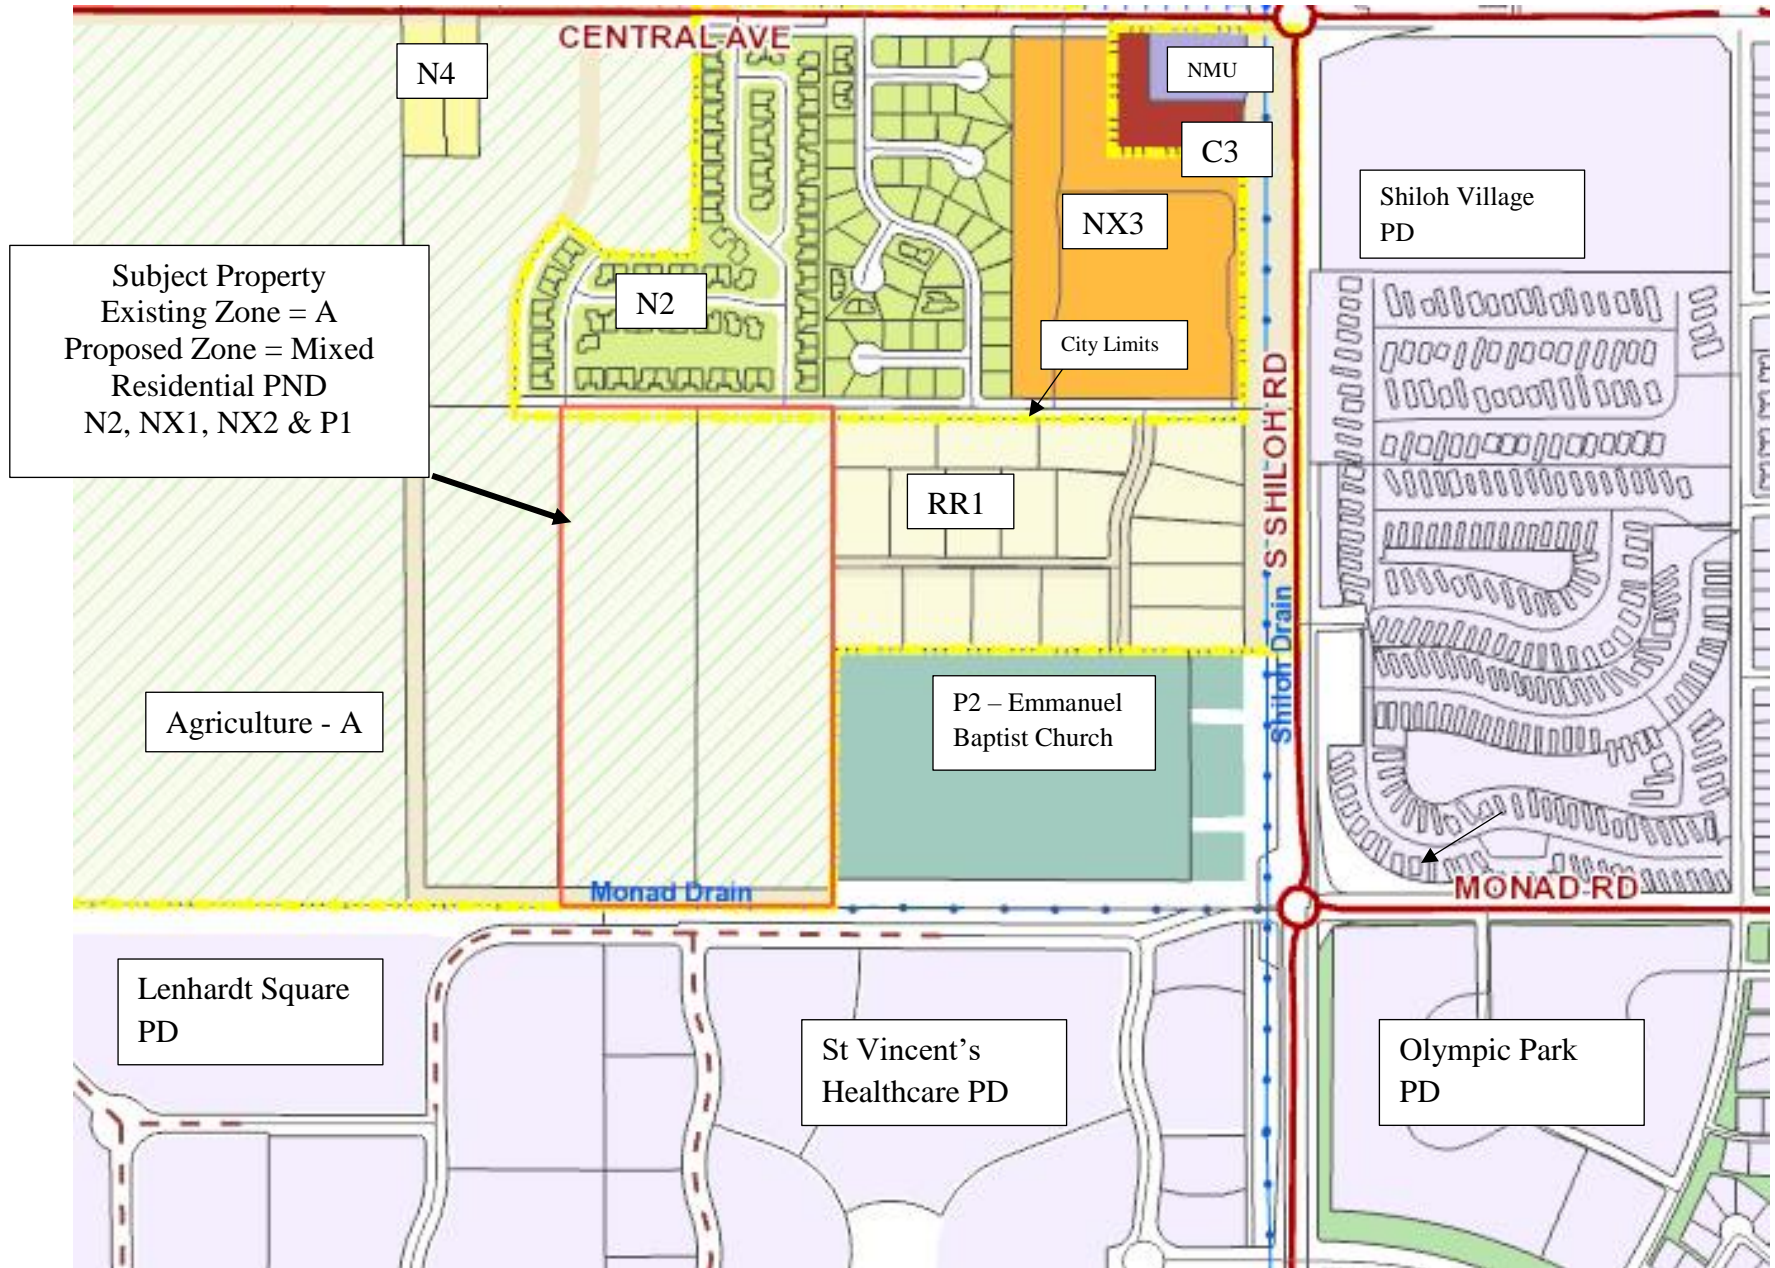 CENTRAL AVE
N4
NMU
C3
Shiloh Village
PD
NX3
Subject Property
Existing Zone = A
Proposed Zone = Mixed
Residential PND
N2, NX1, NX2 & P1
N2
City Limits
S SHILOH RD
RR1
Shiloh Drain
Agriculture - A
P2 – Emmanuel
Baptist Church
Monad Drain
MONAD RD
Lenhardt Square
PD
St Vincent’s
Healthcare PD
Olympic Park
PD